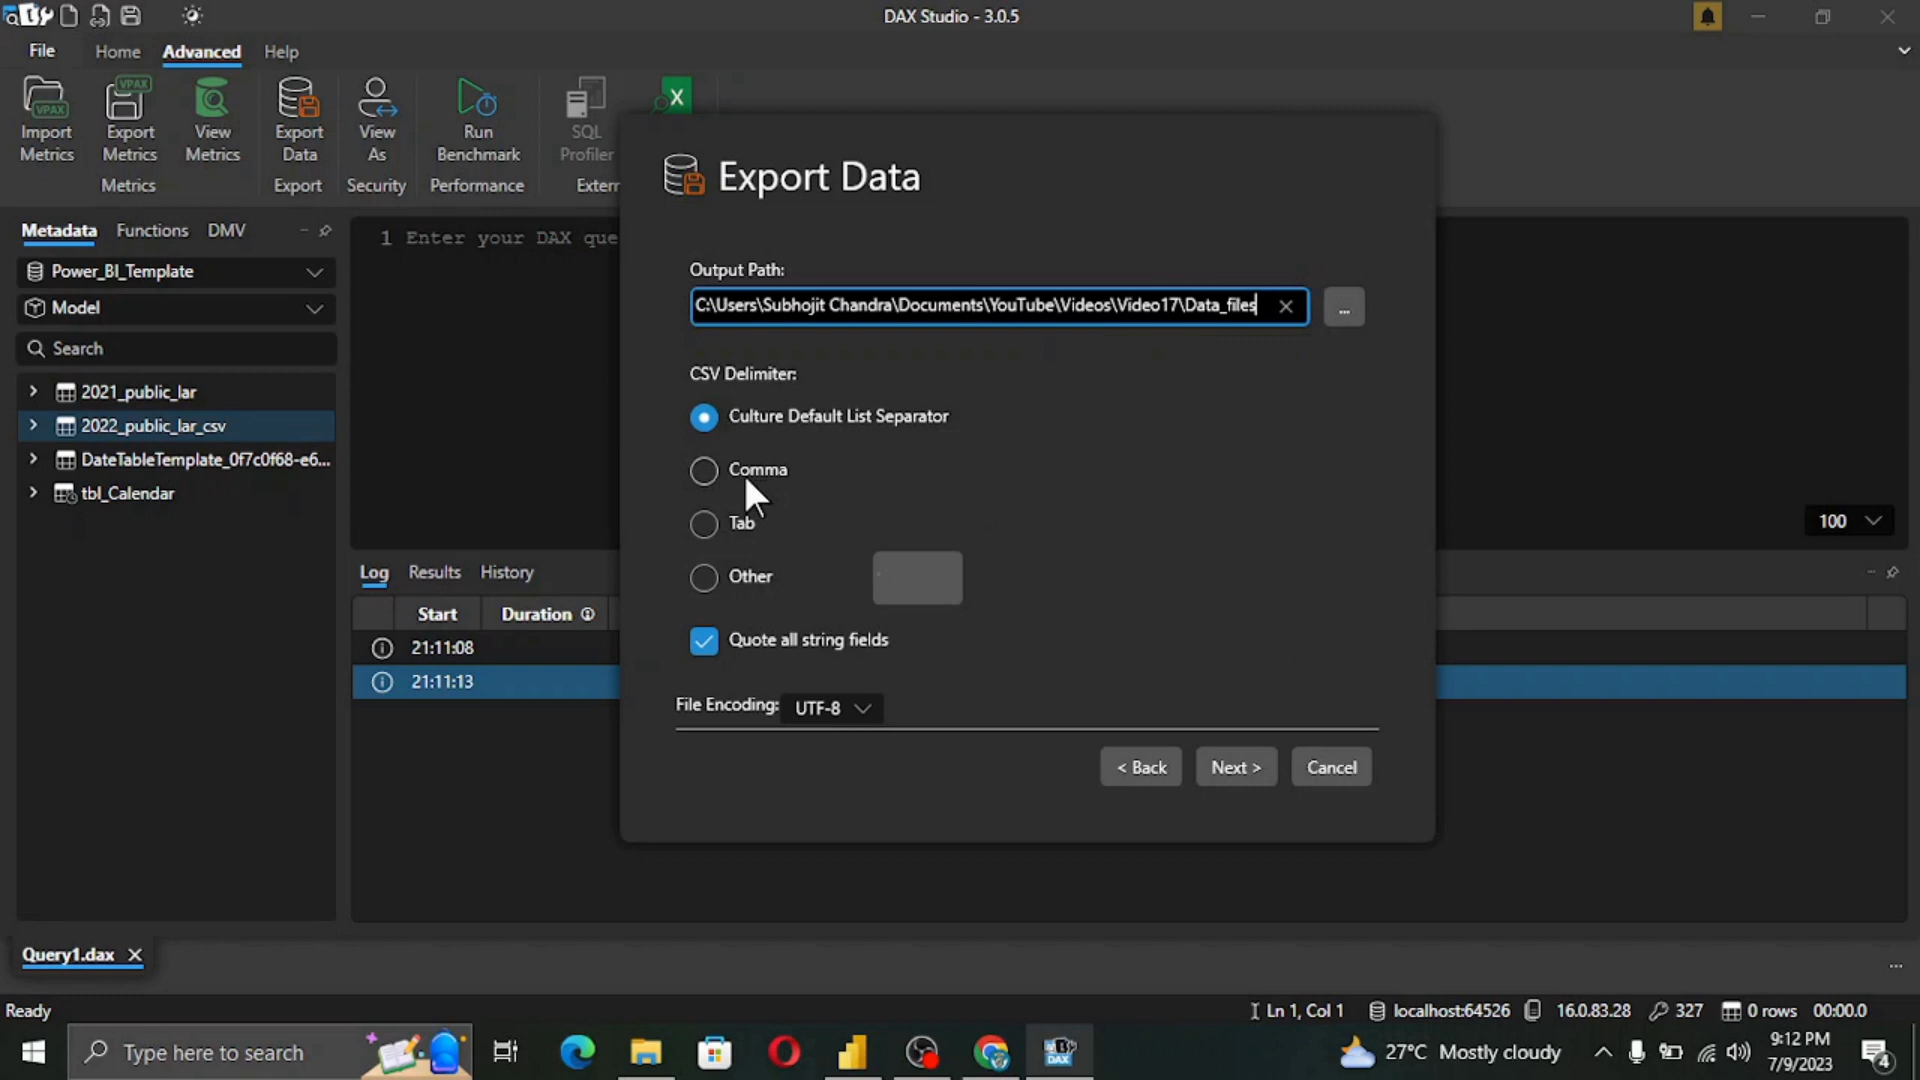 DAX Studio - 3.0.5
File Home Advanced Help
VPAX VPAX X
Import Metrics
Export Metrics
View Metrics
Export Data
View As
Run Benchmark
SQL Profiler
Metrics Export Security Performance Extern
Export Data
Metadata Functions DMV
1 Enter your DAX que
Power_BI_Template
Model
Search
2021_public_lar
2022_public_lar_csv
DateTableTemplate_0f7c0f68-e6...
tbl_Calendar
Output Path:
C:\Users\Subhojit Chandra\Documents\YouTube\Videos\Video17\Data_files
...
CSV Delimiter:
Culture Default List Separator
Comma
Tab
Other
Quote all string fields
File Encoding: UTF-8
< Back Next > Cancel
100
Log Results History
Start Duration
21:11:08
21:11:13
Query1.dax
...
Ready
Ln 1, Col 1 localhost:64526 16.0.83.28 327 0 rows 00:00.0
Type here to search
27°C Mostly cloudy
9:12 PM
7/9/2023
4